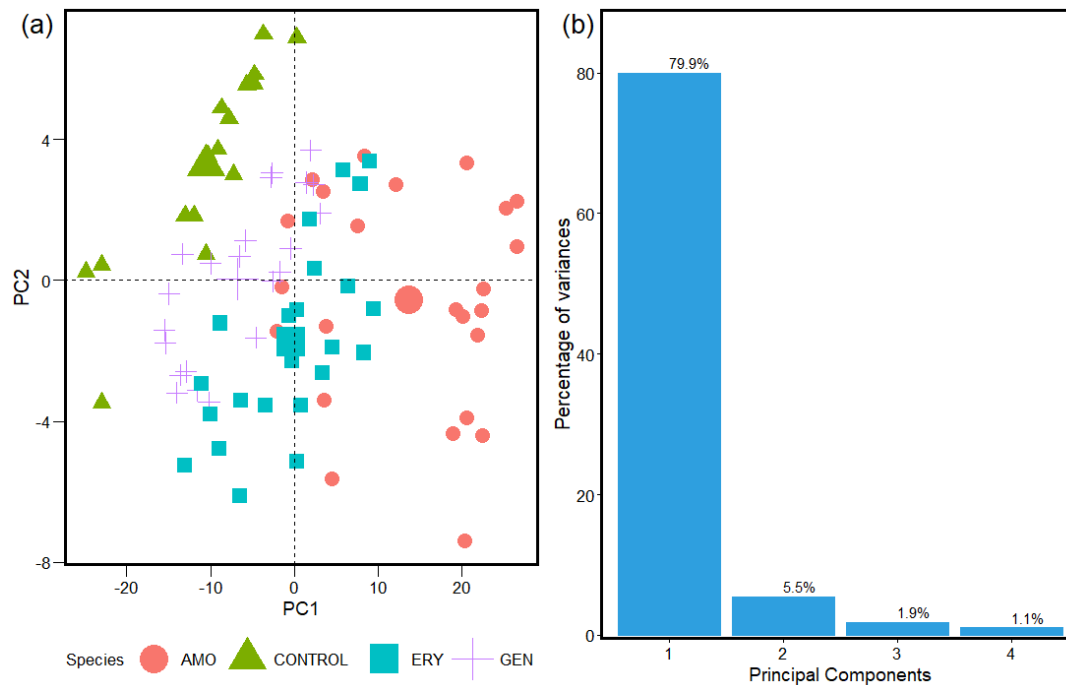 (a)
PC2
4
0
-4
-8
-20 -10 0 10 20
PC1
Species AMO CONTROL ERY GEN
(b)
Percentage of variances
80
60
40
20
0
79.9%
5.5%
1.9%
1.1%
1 2 3 4
Principal Components